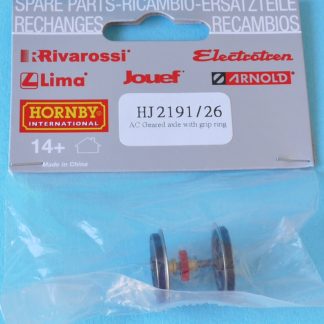 SPARE PARTS-RICAMBIO-ERSATZTEILE
RECHANGES RECAMBIOS
Rivarossi Electrotren
Lima Jouef ARNOLD
HORNBY
INTERNATIONAL
HJ2191/26
AC Geared axle with grip ring
14+
Made in China